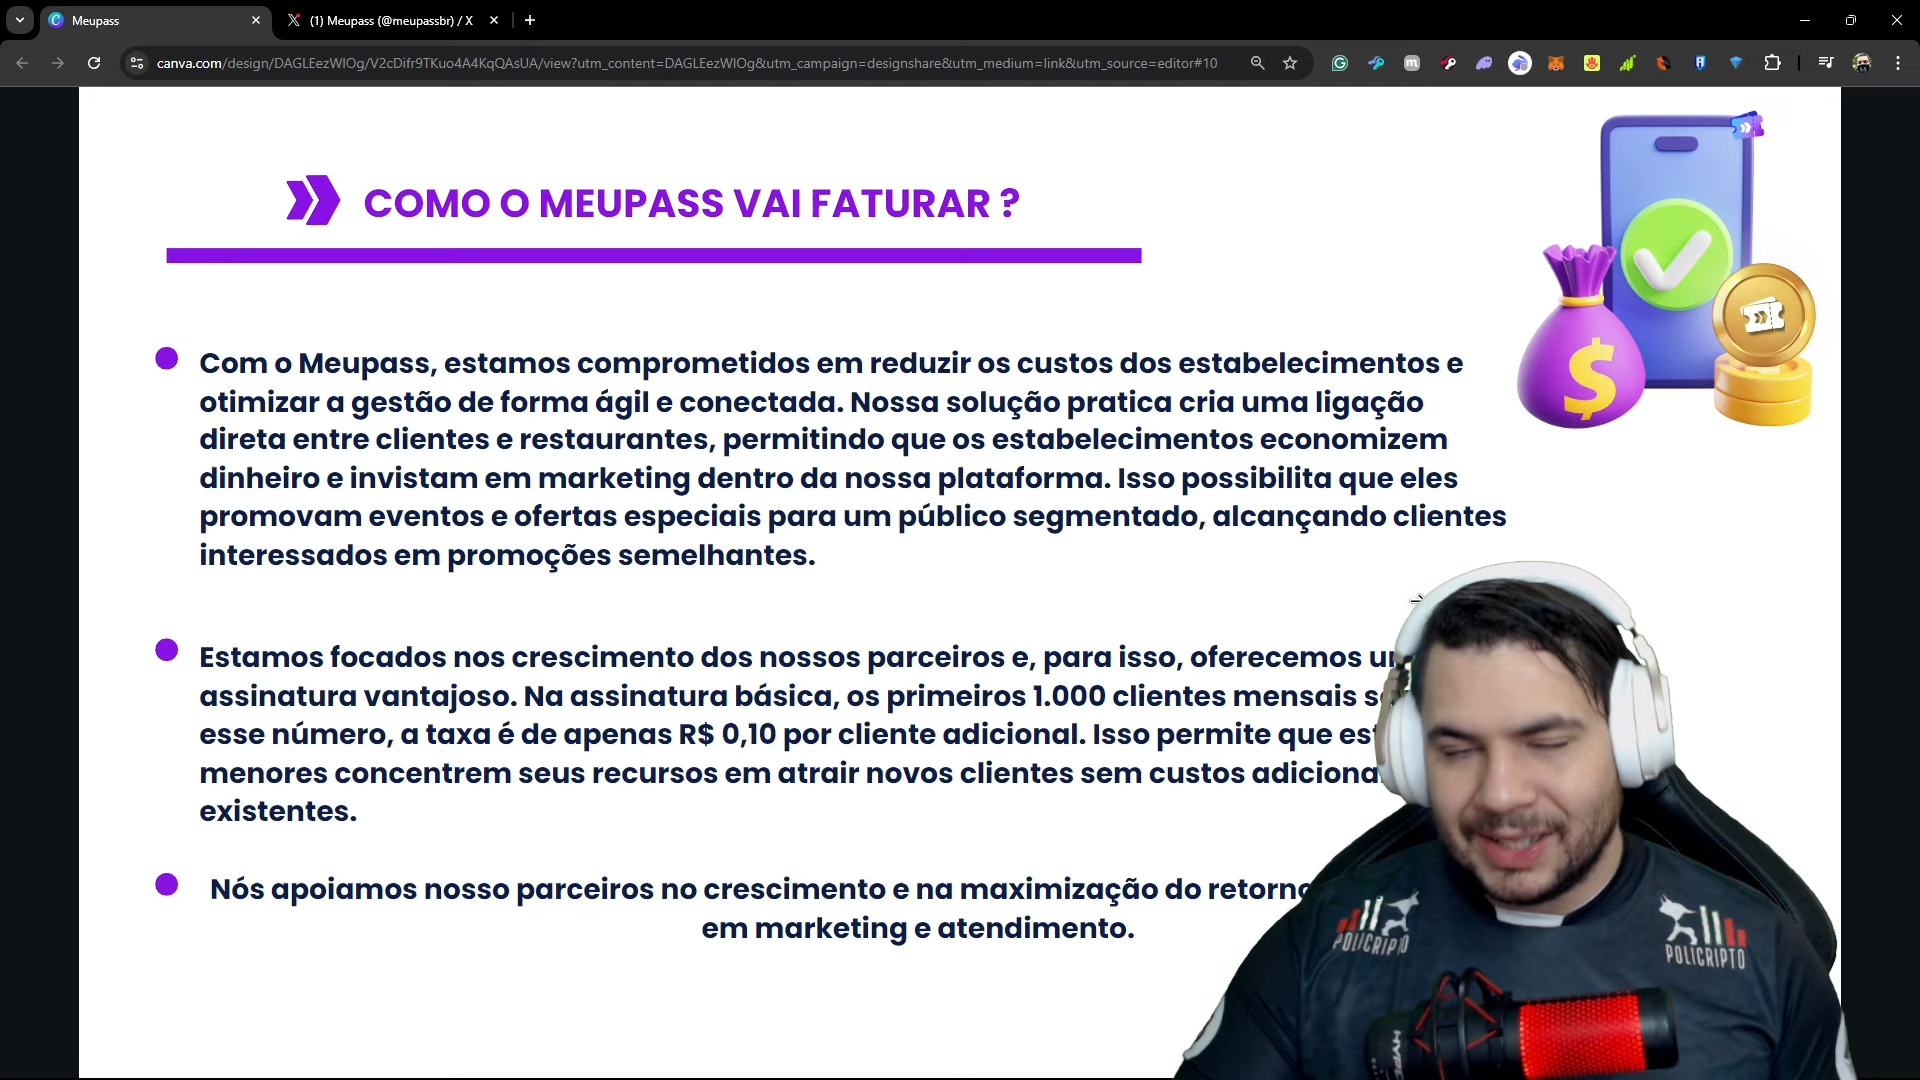 Meupass
(1) Meupass (@meupassbr) / X
canva.com/design/DAGLEezWIOg/V2cDifr9TKuo4A4KqQAsUA/view?utm_content=DAGLEezWIOg&utm_campaign=designshare&utm_medium=link&utm_source=editor#10
COMO O MEUPASS VAI FATURAR ?
Com o Meupass, estamos comprometidos em reduzir os custos dos estabelecimentos e
otimizar a gestão de forma ágil e conectada. Nossa solução pratica cria uma ligação
direta entre clientes e restaurantes, permitindo que os estabelecimentos economizem
dinheiro e invistam em marketing dentro da nossa plataforma. Isso possibilita que eles
promovam eventos e ofertas especiais para um público segmentado, alcançando clientes
interessados em promoções semelhantes.
Estamos focados nos crescimento dos nossos parceiros e, para isso, oferecemos
assinatura vantajoso. Na assinatura básica, os primeiros 1.000 clientes mensais
esse número, a taxa é de apenas R$ 0,10 por cliente adicional. Isso permite que
menores concentrem seus recursos em atrair novos clientes sem custos
existentes.
Nós apoiamos nosso parceiros no crescimento e na maximização do
em marketing e atendimento.
$
POLICRIPTO
POLICRIPTO